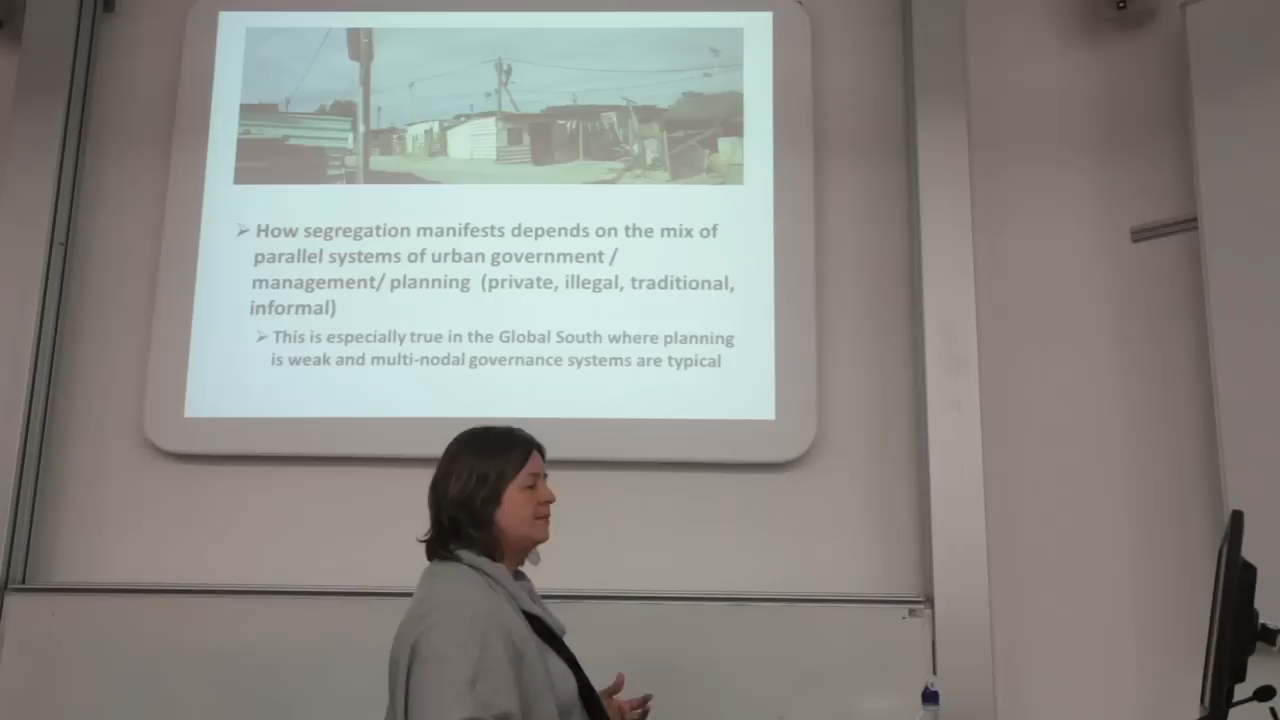 ➢ How segregation manifests depends on the mix of
parallel systems of urban government /
management/ planning (private, illegal, traditional,
informal)
➢ This is especially true in the Global South where planning
is weak and multi-nodal governance systems are typical